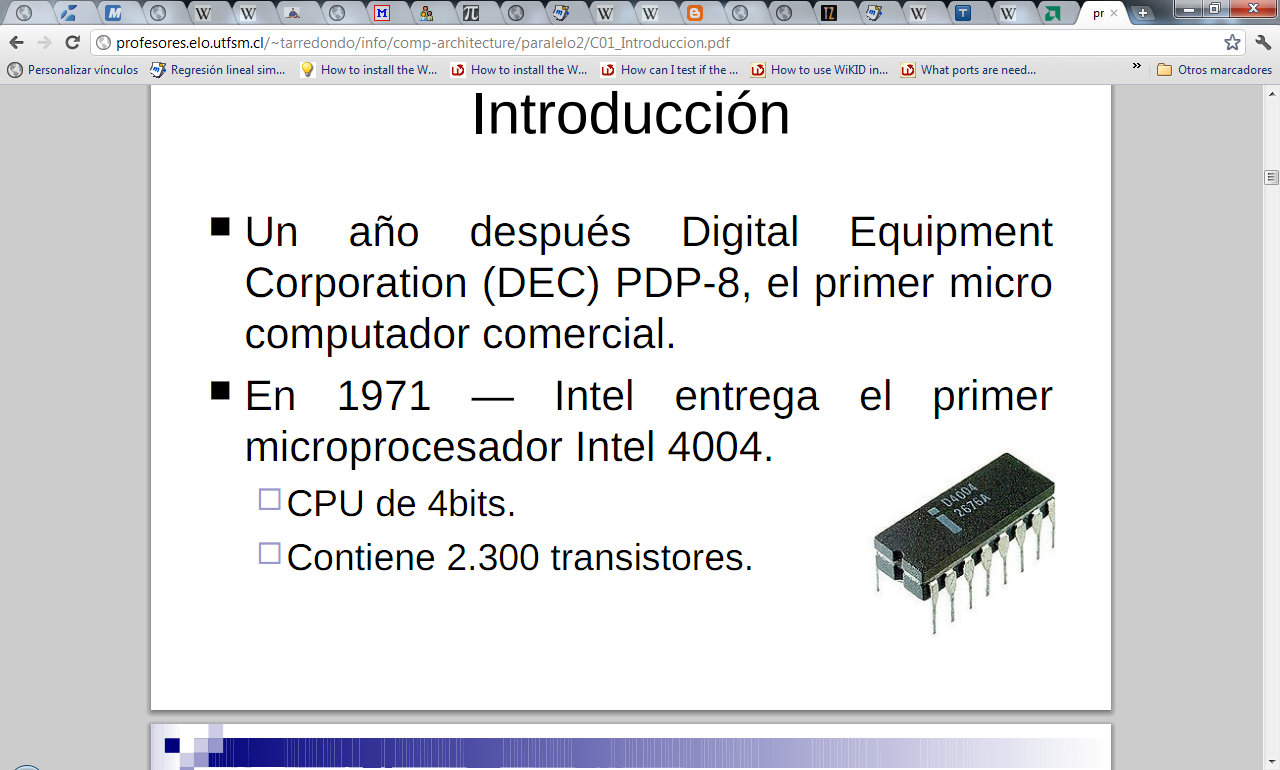 pr
profesores.elo.utfsm.cl/~tarredondo/info/comp-architecture/paralelo2/C01_Introduccion.pdf
Personalizar vínculos Regresión lineal sim... How to install the W... How to install the W... How can I test if the ... How to use WiKID in... What ports are need... » Otros marcadores
Introducción
Un año después Digital Equipment
Corporation (DEC) PDP-8, el primer micro
computador comercial.
En 1971 — Intel entrega el primer
microprocesador Intel 4004.
CPU de 4bits.
Contiene 2.300 transistores.
D4004
2676A